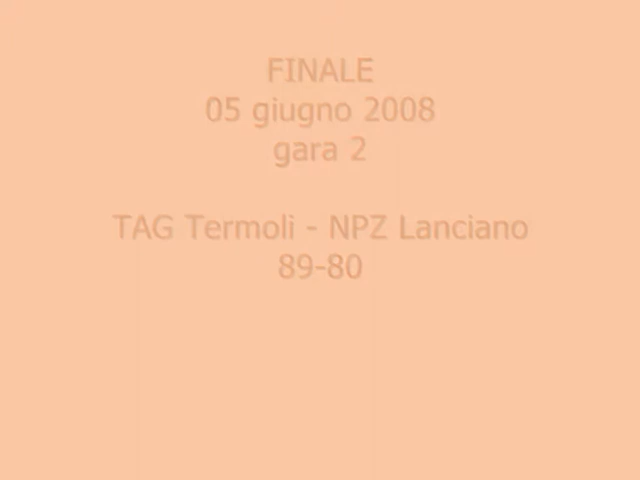 FINALE
05 giugno 2008
gara 2
TAG Termoli - NPZ Lanciano
89-80